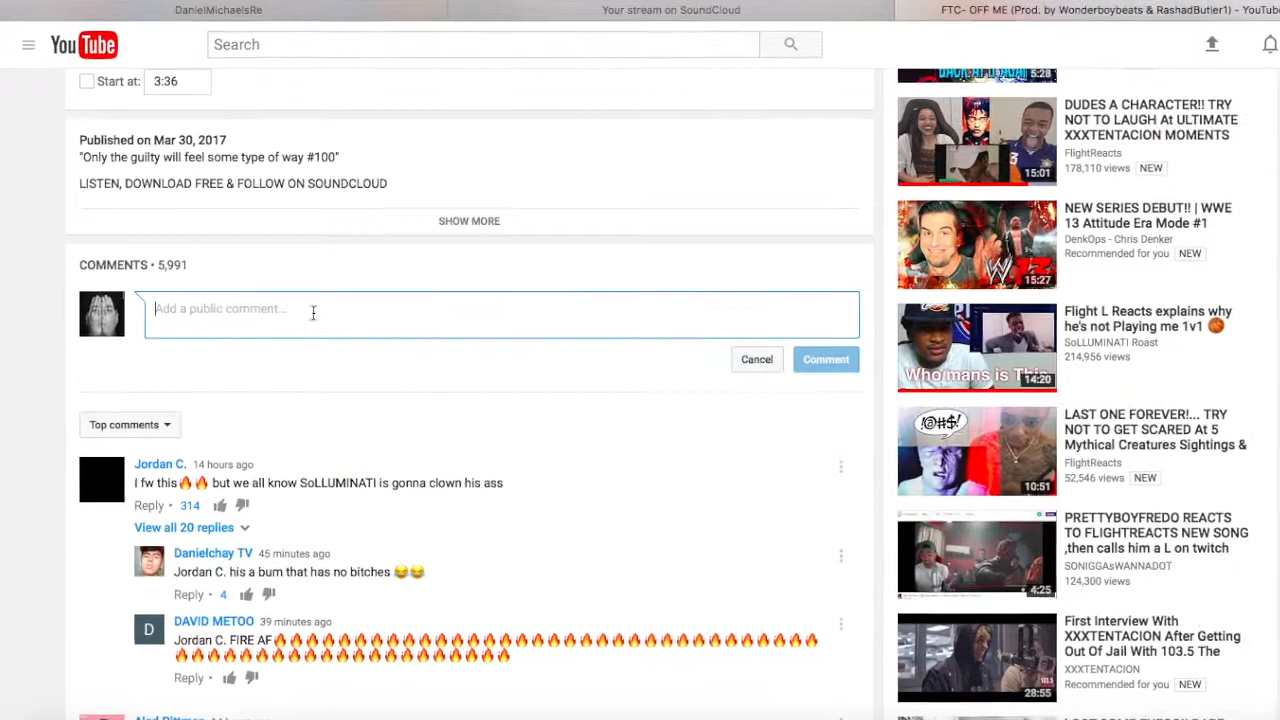 DanielMichaelsRe
Your stream on SoundCloud
FTC- OFF ME (Prod. by Wonderboybeats & RashadButler1) – YouTube
YouTube
Search
Start at: 3:36
Published on Mar 30, 2017
"Only the guilty will feel some type of way #100"
LISTEN, DOWNLOAD FREE & FOLLOW ON SOUNDCLOUD
SHOW MORE
COMMENTS • 5,991
Add a public comment...
Cancel
Comment
Top comments
Jordan C. 14 hours ago
I fw this🔥🔥 but we all know SoLLUMINATI is gonna clown his ass
Reply • 314
View all 20 replies
Danielchay TV 45 minutes ago
Jordan C. his a bum that has no bitches 😂😂
Reply • 4
D
DAVID METOO 39 minutes ago
Jordan C. FIRE AF🔥🔥🔥🔥🔥🔥🔥🔥🔥🔥🔥🔥🔥🔥🔥🔥🔥🔥🔥🔥🔥🔥🔥🔥🔥🔥🔥🔥🔥🔥🔥🔥🔥🔥
🔥🔥🔥🔥🔥🔥🔥🔥🔥🔥🔥🔥🔥🔥🔥🔥🔥🔥🔥🔥🔥
Reply •
5:28
DUDES A CHARACTER!! TRY
NOT TO LAUGH At ULTIMATE
XXXTENTACION MOMENTS
FlightReacts
178,110 views NEW
15:01
NEW SERIES DEBUT!! | WWE
13 Attitude Era Mode #1
DenkOps - Chris Denker
Recommended for you NEW
15:27
Flight L Reacts explains why
he's not Playing me 1v1 🏀
SoLLUMINATI Roast
214,956 views
Who mans is This
14:20
!@#$!
LAST ONE FOREVER!... TRY
NOT TO GET SCARED At 5
Mythical Creatures Sightings &
FlightReacts
52,546 views NEW
10:51
PRETTYBOYFREDO REACTS
TO FLIGHTREACTS NEW SONG
,then calls him a L on twitch
SONIGGAsWANNADOT
124,300 views
4:25
First Interview With
XXXTENTACION After Getting
Out Of Jail With 103.5 The
XXXTENTACION
Recommended for you NEW
103.5
28:55